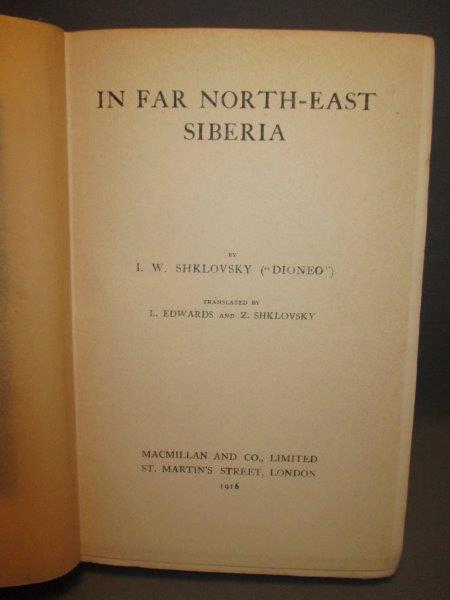 IN FAR NORTH-EAST
SIBERIA
BY
I. W. SHKLOVSKY ("DIONEO")
TRANSLATED BY
L. EDWARDS AND Z. SHKLOVSKY
MACMILLAN AND CO., LIMITED
ST. MARTIN'S STREET, LONDON
1916